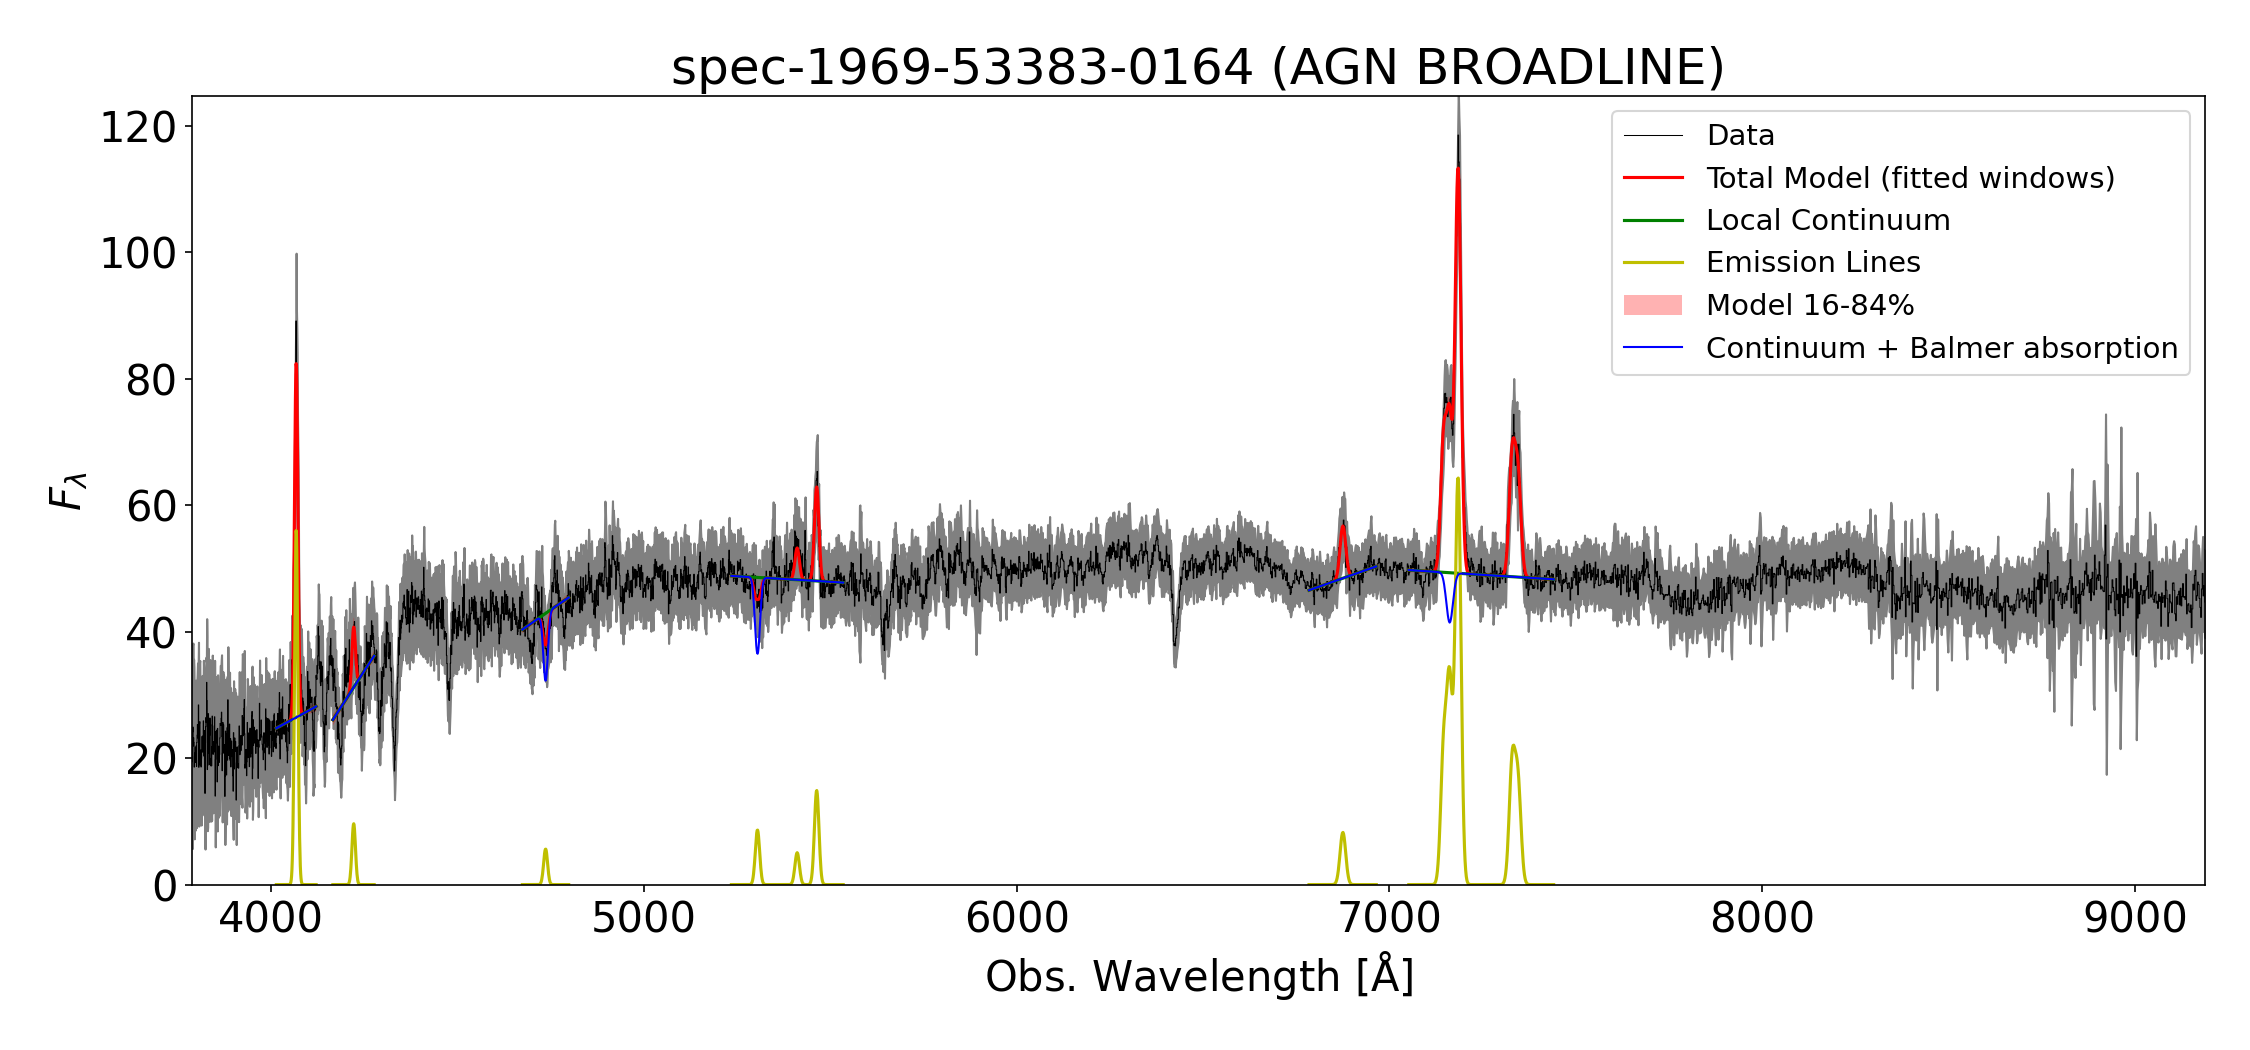 spec-1969-53383-0164 (AGN BROADLINE)
120
100
80
60
40
20
0
F_λ
Data
Total Model (fitted windows)
Local Continuum
Emission Lines
Model 16-84%
Continuum + Balmer absorption
4000 5000 6000 7000 8000 9000
Obs. Wavelength [Å]